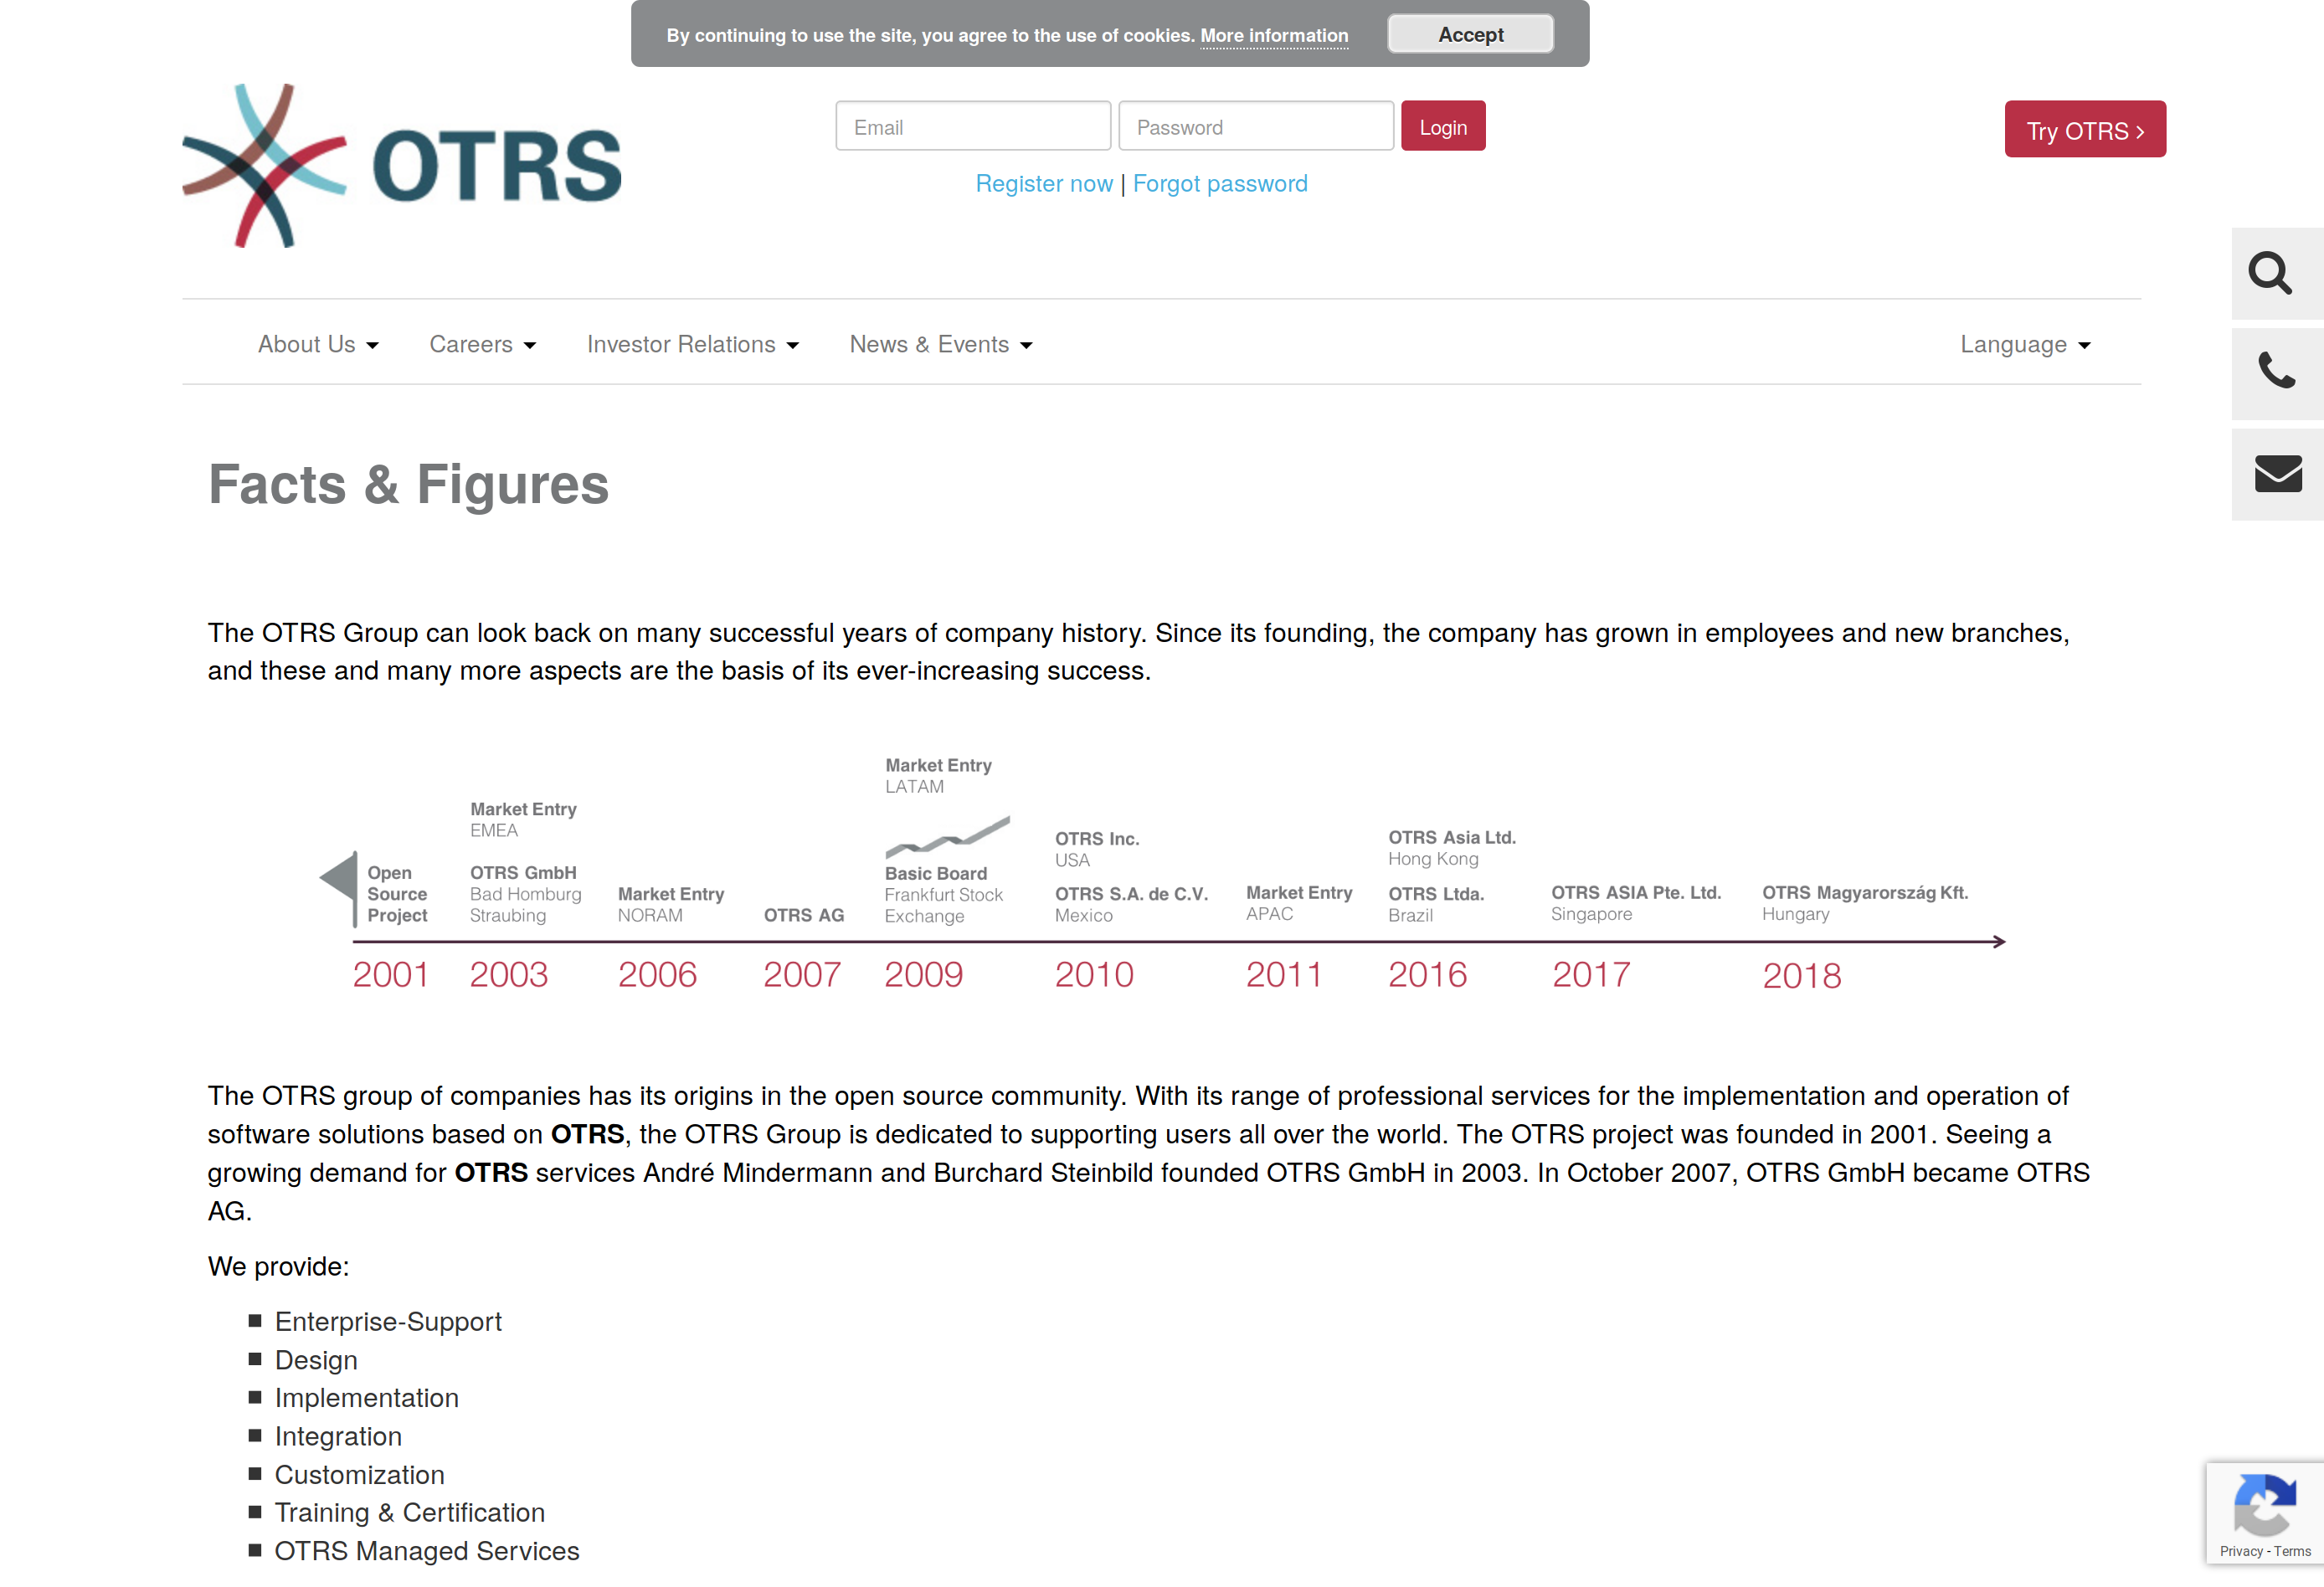 By continuing to use the site, you agree to the use of cookies. More information
Accept
OTRS
Email
Password
Login
Register now | Forgot password
Try OTRS ›
About Us
Careers
Investor Relations
News & Events
Language
Facts & Figures
The OTRS Group can look back on many successful years of company history. Since its founding, the company has grown in employees and new branches,
and these and many more aspects are the basis of its ever-increasing success.
Open
Source
Project
2001
Market Entry
EMEA
OTRS GmbH
Bad Homburg
Straubing
2003
Market Entry
NORAM
2006
OTRS AG
2007
Market Entry
LATAM
Basic Board
Frankfurt Stock
Exchange
2009
OTRS Inc.
USA
OTRS S.A. de C.V.
Mexico
2010
Market Entry
APAC
2011
OTRS Asia Ltd.
Hong Kong
OTRS Ltda.
Brazil
2016
OTRS ASIA Pte. Ltd.
Singapore
2017
OTRS Magyarország Kft.
Hungary
2018
The OTRS group of companies has its origins in the open source community. With its range of professional services for the implementation and operation of
software solutions based on OTRS, the OTRS Group is dedicated to supporting users all over the world. The OTRS project was founded in 2001. Seeing a
growing demand for OTRS services André Mindermann and Burchard Steinbild founded OTRS GmbH in 2003. In October 2007, OTRS GmbH became OTRS
AG.
We provide:
Enterprise-Support
Design
Implementation
Integration
Customization
Training & Certification
OTRS Managed Services
Privacy - Terms